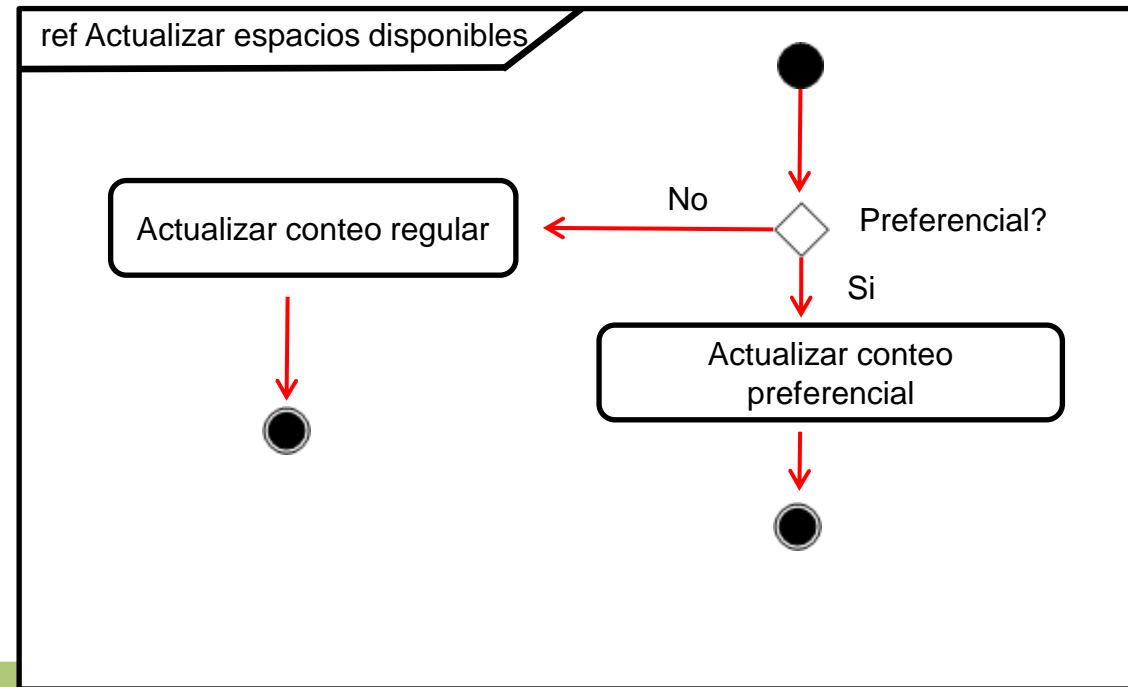 ref Actualizar espacios disponibles
No
Preferencial?
Actualizar conteo regular
Si
Actualizar conteo
preferencial